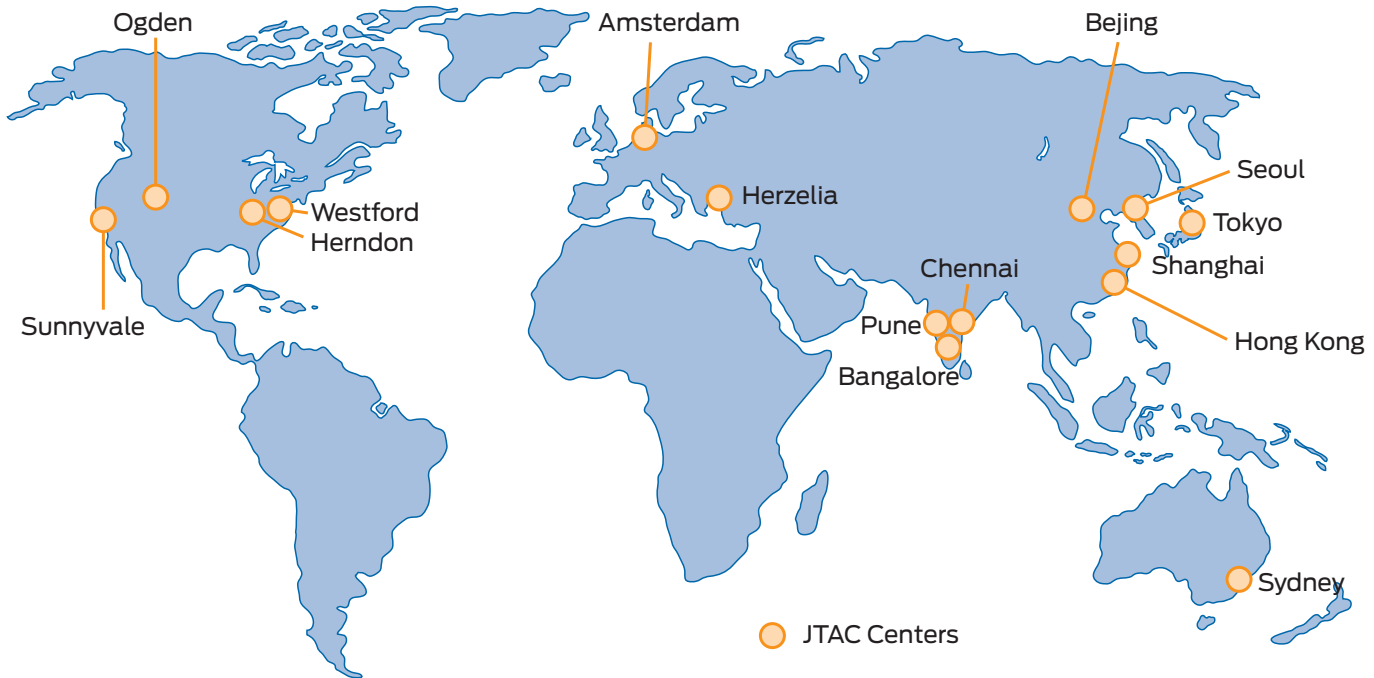 Ogden
Amsterdam
Bejing
Seoul
Herzelia
Westford
Tokyo
Herndon
Shanghai
Chennai
Sunnyvale
Pune
Hong Kong
Bangalore
Sydney
JTAC Centers